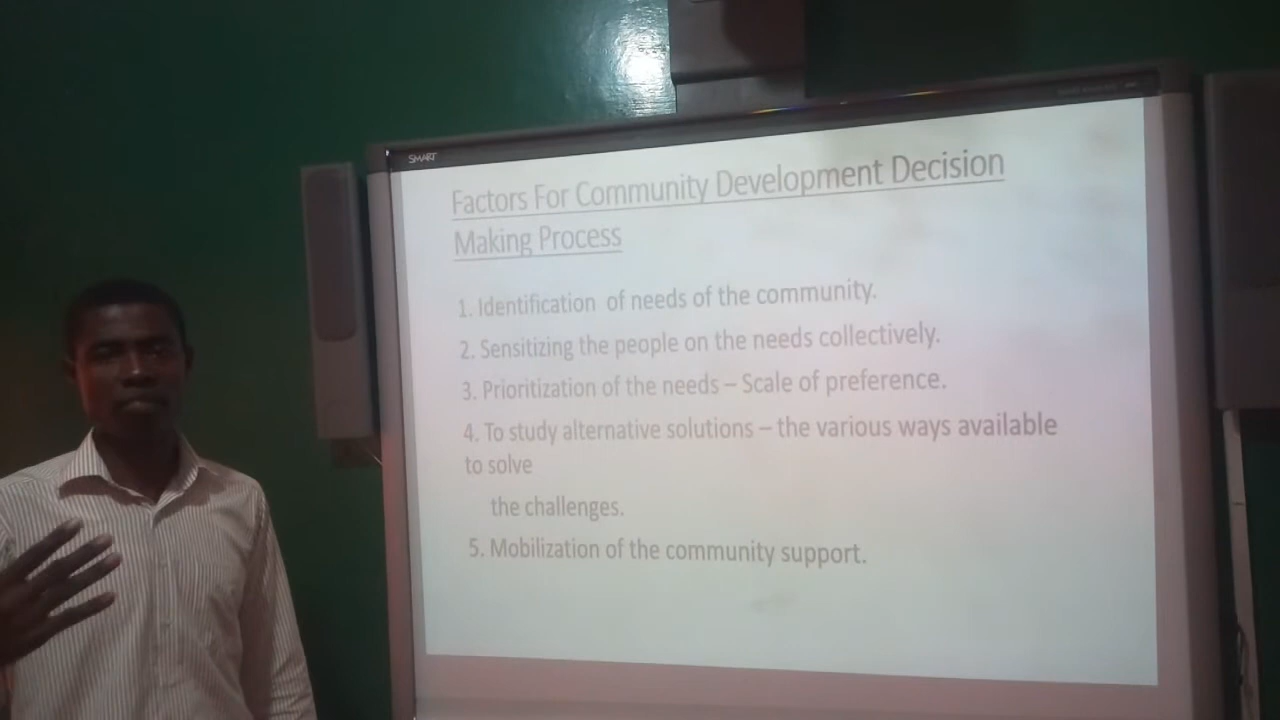 SMART
Factors For Community Development Decision
Making Process
1. Identification of needs of the community.
2. Sensitizing the people on the needs collectively.
3. Prioritization of the needs – Scale of preference.
4. To study alternative solutions – the various ways available
to solve
the challenges.
5. Mobilization of the community support.